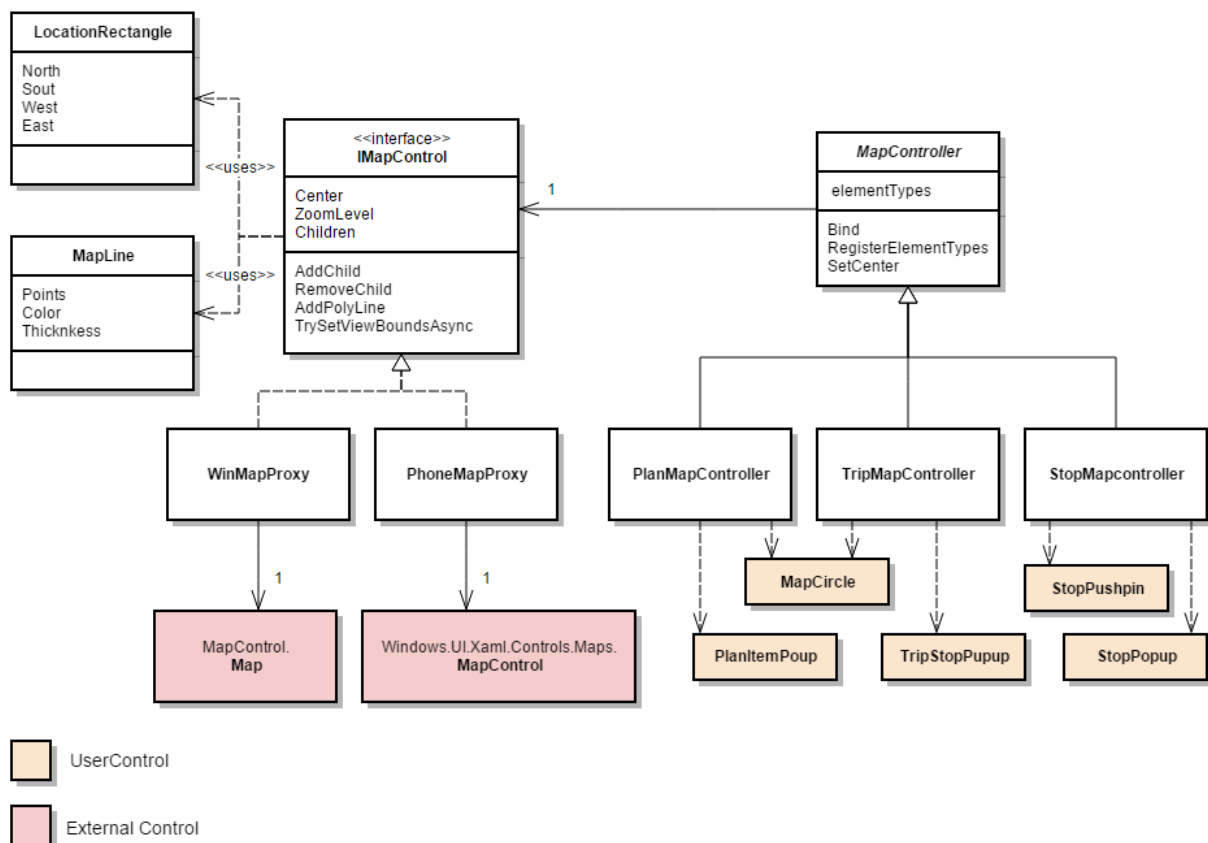 LocationRectangle
North
Sout
West
East
<<uses>>
MapLine
Points
Color
Thicknkess
<<uses>>
<<interface>>
IMapControl
Center
ZoomLevel
Children
AddChild
RemoveChild
AddPolyLine
TrySetViewBoundsAsync
1
MapController
elementTypes
Bind
RegisterElementTypes
SetCenter
WinMapProxy
PhoneMapProxy
PlanMapController
TripMapController
StopMapcontroller
1
1
MapControl.
Map
Windows.UI.Xaml.Controls.Maps.
MapControl
MapCircle
StopPushpin
PlanItemPoup
TripStopPupup
StopPopup
UserControl
External Control